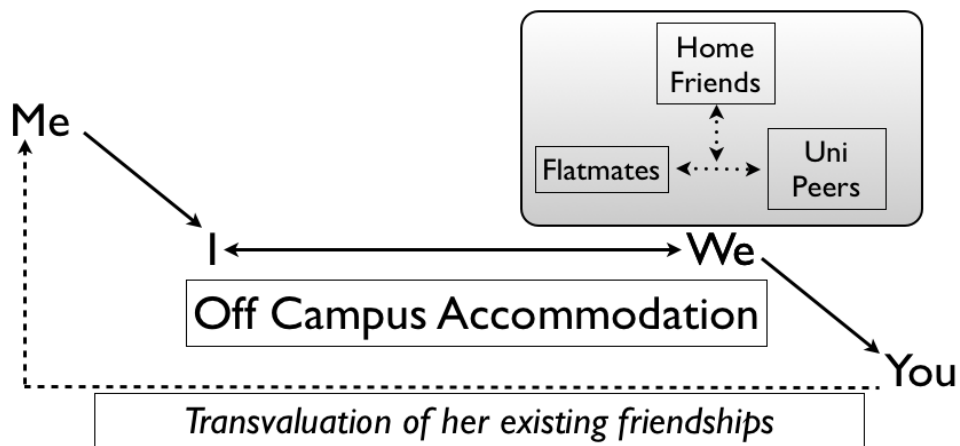 Home
Friends
Me
Flatmates
Uni
Peers
I
We
Off Campus Accommodation
You
Transvaluation of her existing friendships